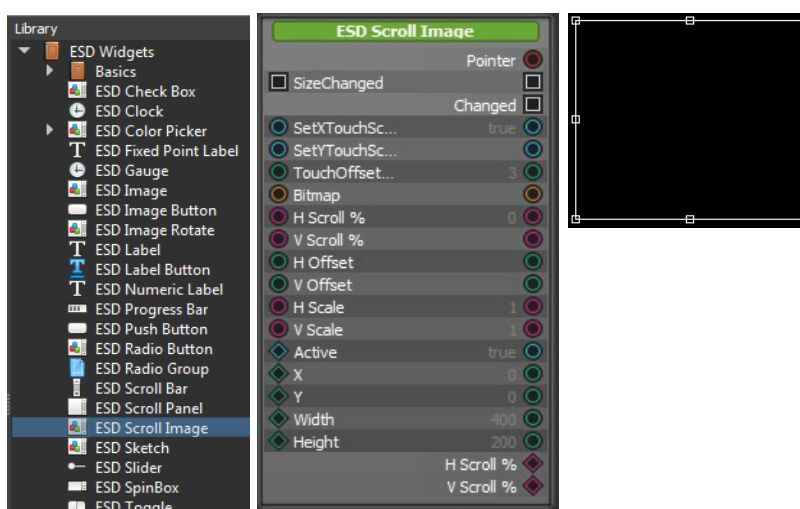 Library
ESD Widgets
Basics
ESD Check Box
ESD Clock
ESD Color Picker
ESD Fixed Point Label
ESD Gauge
ESD Image
ESD Image Button
ESD Image Rotate
ESD Label
ESD Label Button
ESD Numeric Label
ESD Progress Bar
ESD Push Button
ESD Radio Button
ESD Radio Group
ESD Scroll Bar
ESD Scroll Panel
ESD Scroll Image
ESD Sketch
ESD Slider
ESD SpinBox
ESD Toggle
ESD Scroll Image
Pointer
SizeChanged
Changed
SetXTouchSc... true
SetYTouchSc...
TouchOffset... 3
Bitmap
H Scroll % 0
V Scroll %
H Offset
V Offset
H Scale 1
V Scale 1
Active true
X 0
Y 0
Width 400
Height 200
H Scroll %
V Scroll %